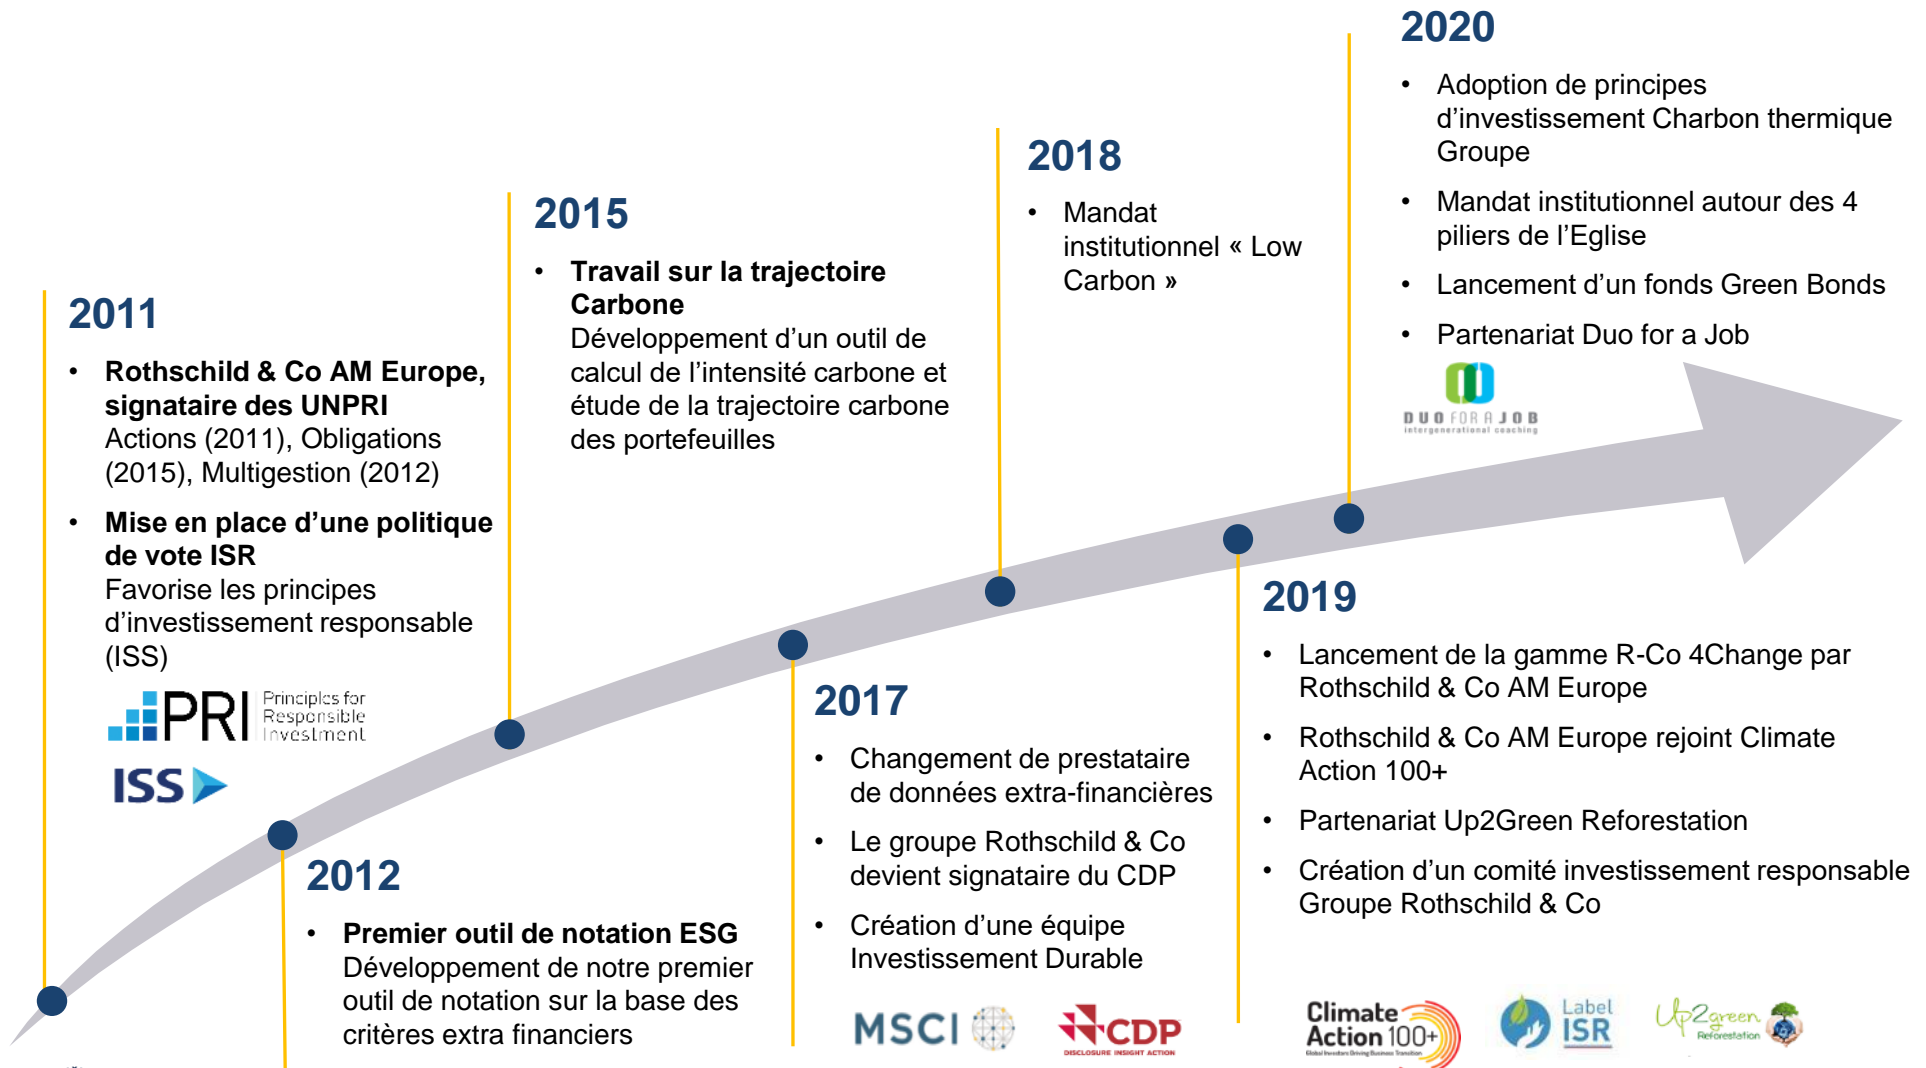 2011
• Rothschild & Co AM Europe,
signataire des UNPRI
Actions (2011), Obligations
(2015), Multigestion (2012)
• Mise en place d’une politique
de vote ISR
Favorise les principes
d’investissement responsable
(ISS)
PRI Principles for
Responsible
Investment
ISS
2012
• Premier outil de notation ESG
Développement de notre premier
outil de notation sur la base des
critères extra financiers
2015
• Travail sur la trajectoire
Carbone
Développement d’un outil de
calcul de l’intensité carbone et
étude de la trajectoire carbone
des portefeuilles
2017
• Changement de prestataire
de données extra-financières
• Le groupe Rothschild & Co
devient signataire du CDP
• Création d’une équipe
Investissement Durable
MSCI
CDP
DISCLOSURE INSIGHT ACTION
2018
• Mandat
institutionnel « Low
Carbon »
2019
• Lancement de la gamme R-Co 4Change par
Rothschild & Co AM Europe
• Rothschild & Co AM Europe rejoint Climate
Action 100+
• Partenariat Up2Green Reforestation
• Création d’un comité investissement responsable
Groupe Rothschild & Co
Climate
Action 100+
Global Investors Driving Business Transition
Label
ISR
Up2green
Reforestation
2020
• Adoption de principes
d’investissement Charbon thermique
Groupe
• Mandat institutionnel autour des 4
piliers de l’Eglise
• Lancement d’un fonds Green Bonds
• Partenariat Duo for a Job
DUO FOR A JOB
intergenerational coaching